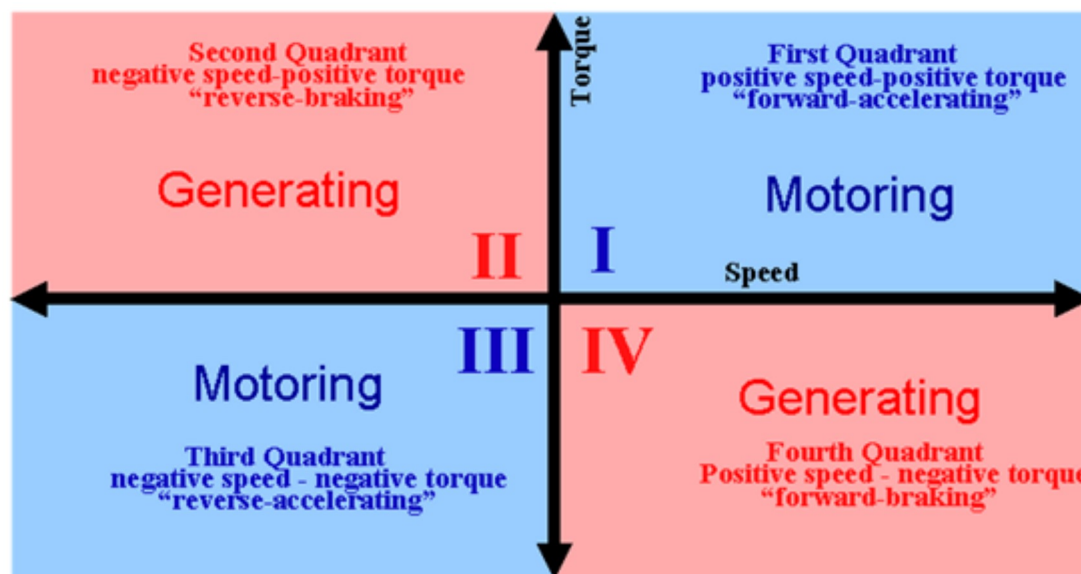 Second Quadrant
negative speed-positive torque
“reverse-braking”
Generating
II
Torque
First Quadrant
positive speed-positive torque
“forward-accelerating”
Motoring
I
Speed
III
Motoring
Third Quadrant
negative speed - negative torque
“reverse-accelerating”
IV
Generating
Fourth Quadrant
Positive speed - negative torque
“forward-braking”